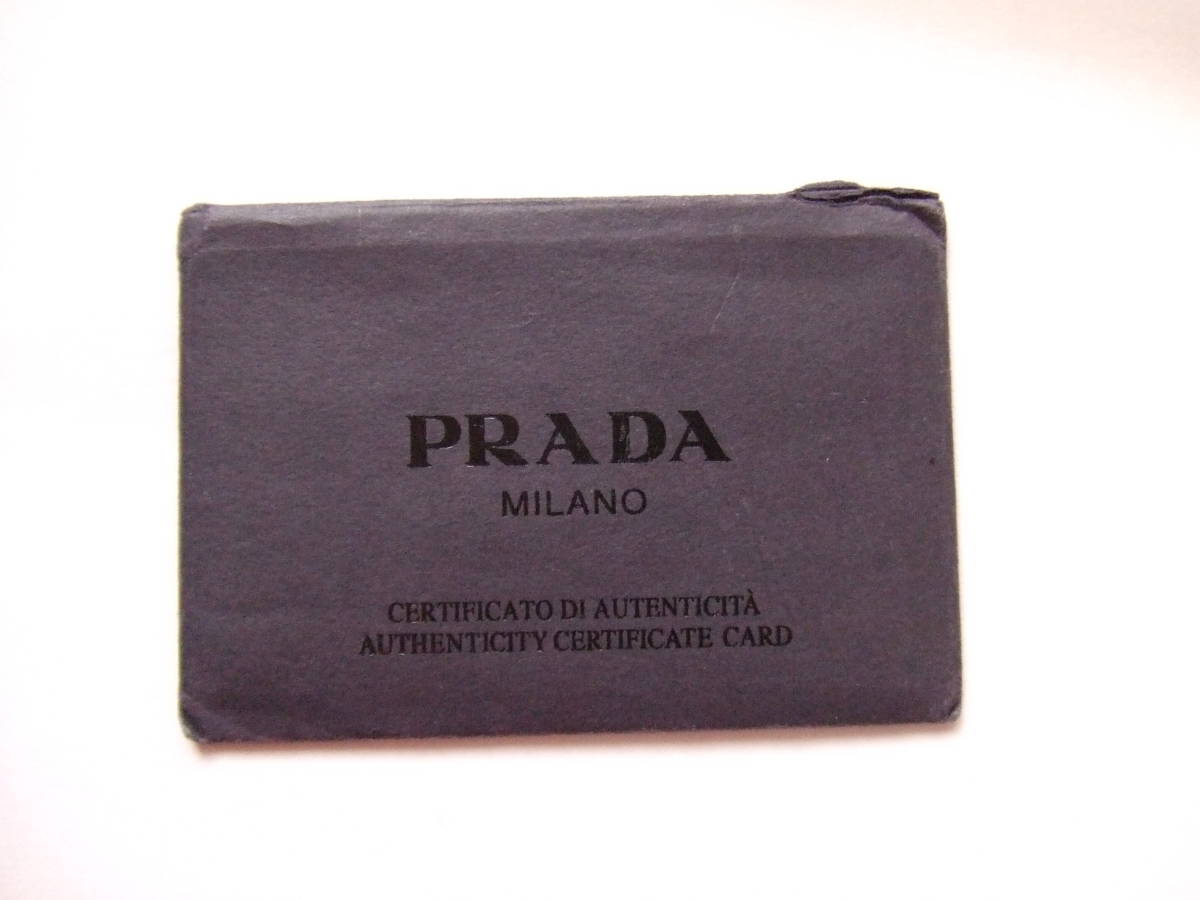 PRADA
MILANO
CERTIFICATO DI AUTENTICITÀ
AUTHENTICITY CERTIFICATE CARD